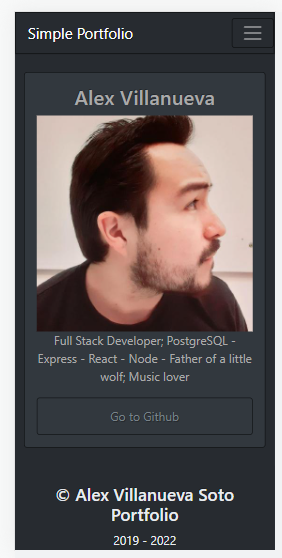 Simple Portfolio
Alex Villanueva
Full Stack Developer; PostgreSQL -
Express - React - Node - Father of a little
wolf; Music lover
Go to Github
© Alex Villanueva Soto
Portfolio
2019 - 2022